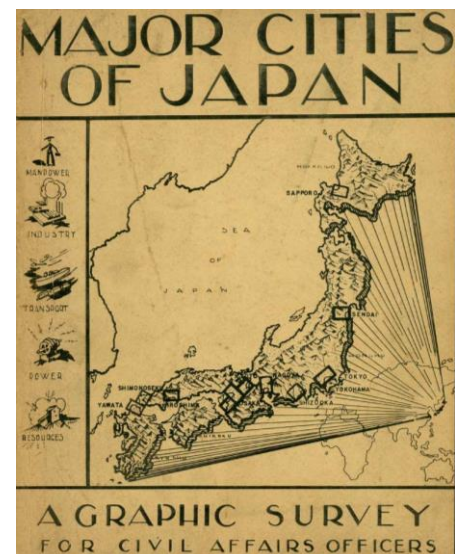 MAJOR CITIES
OF JAPAN
MANPOWER
INDUSTRY
TRANSPORT
POWER
RESOURCES
SAPPORO
SEA
OF
JAPAN
SENDAI
TOKYO
YOKOHAMA
SHIZUOKA
SHIMONOSEKI
YAMATA
A GRAPHIC SURVEY
FOR CIVIL AFFAIRS OFFICERS